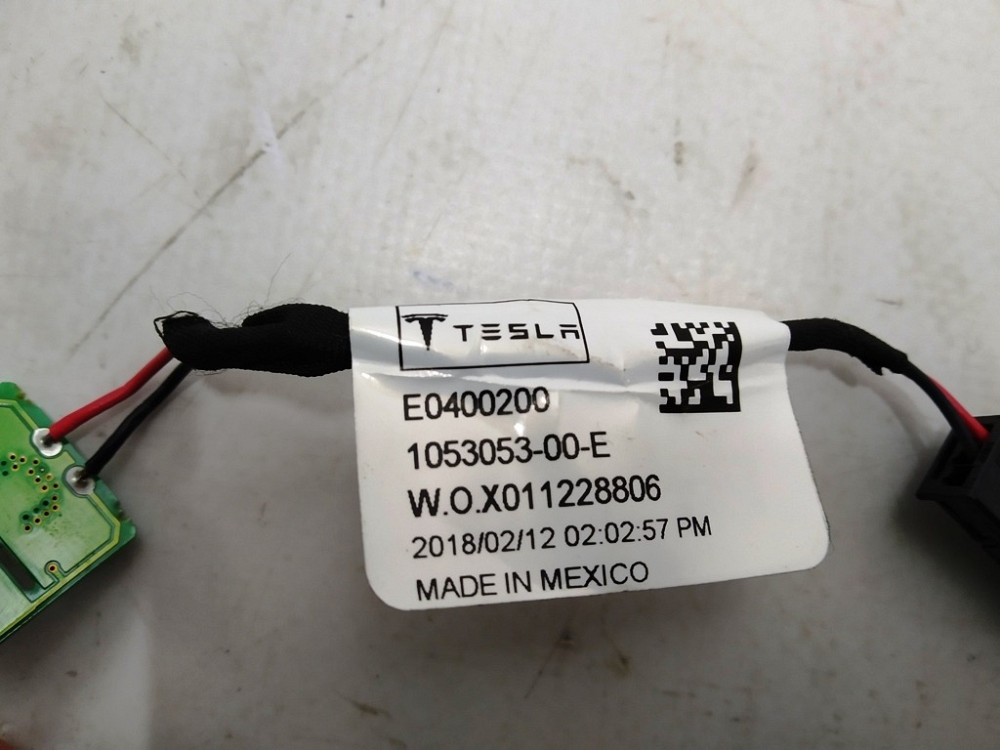 TESLA
E0400200
1053053-00-E
W.O.X011228806
2018/02/12 02:02:57 PM
MADE IN MEXICO